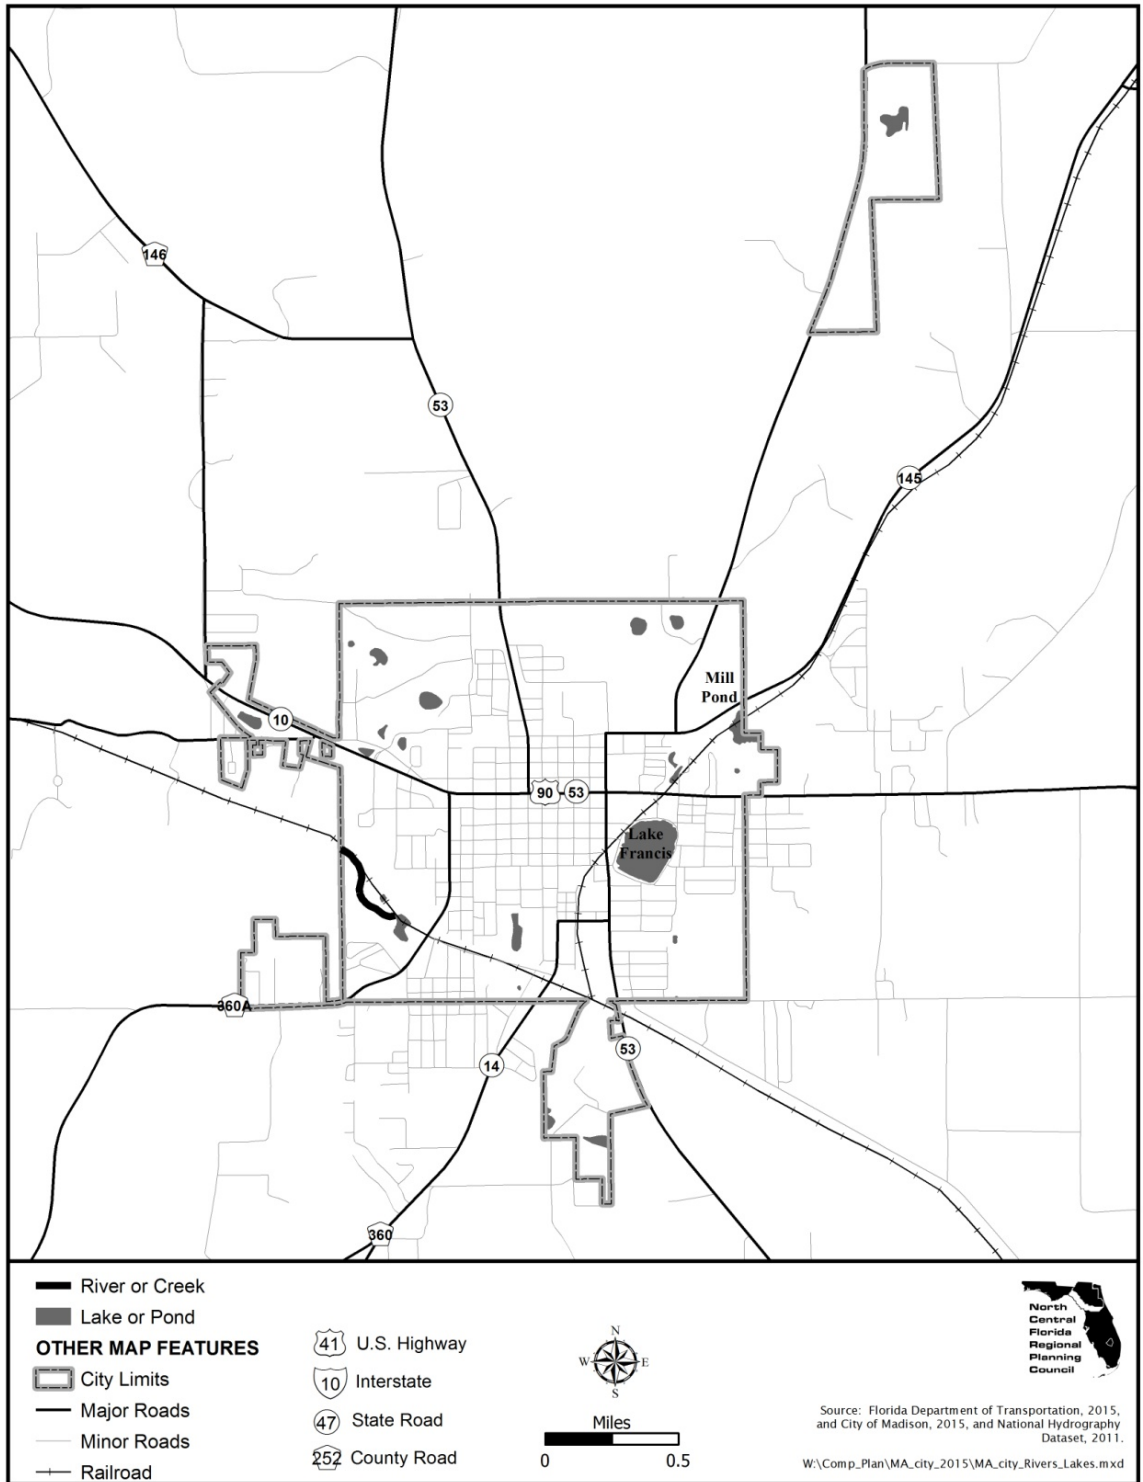 146
53
145
Mill
Pond
10
90
53
Lake
Francis
360A
53
14
360
River or Creek
Lake or Pond
OTHER MAP FEATURES
City Limits
Major Roads
Minor Roads
Railroad
41 U.S. Highway
10 Interstate
47 State Road
252 County Road
N
W E
S
Miles
0 0.5
North
Central
Florida
Regional
Planning
Council
Source: Florida Department of Transportation, 2015,
and City of Madison, 2015, and National Hydrography
Dataset, 2011.
W:\Comp_Plan\MA_city_2015\MA_city_Rivers_Lakes.mxd